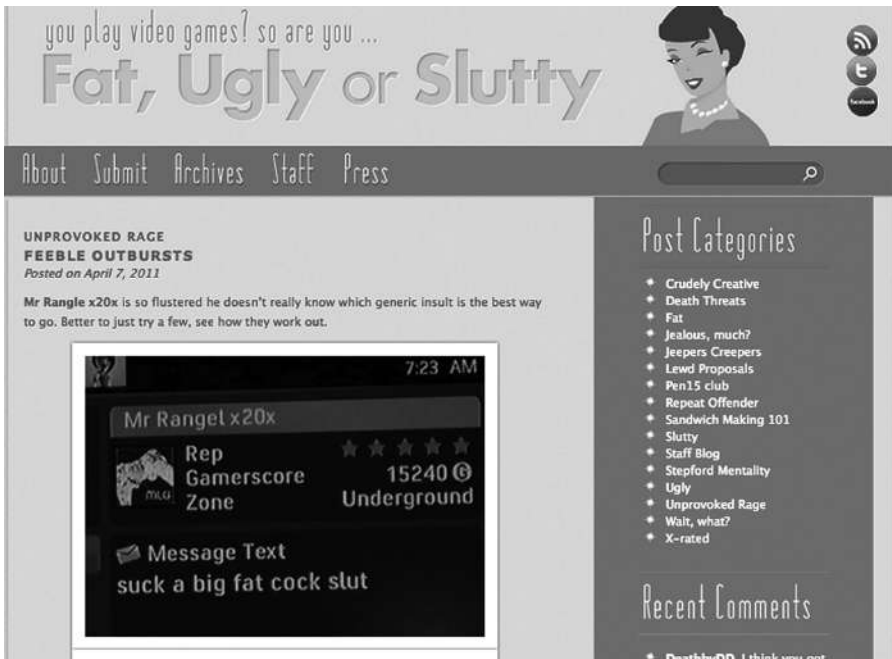 you play video games? so are you ...
Fat, Ugly or Slutty
facebook
About Submit Archives Staff Press
UNPROVOKED RAGE
FEEBLE OUTBURSTS
Posted on April 7, 2011
Mr Rangle x20x is so flustered he doesn't really know which generic insult is the best way
to go. Better to just try a few, see how they work out.
7:23 AM
Mr Rangel x20x
Rep
Gamerscore 15240 G
Zone Underground
MLG
Message Text
suck a big fat cock slut
Post Categories
Crudely Creative
Death Threats
Fat
Jealous, much?
Jeepers Creepers
Lewd Proposals
Pen15 club
Repeat Offender
Sandwich Making 101
Slutty
Staff Blog
Stepford Mentality
Ugly
Unprovoked Rage
Wait, what?
X-rated
Recent Comments
DeathbyDD I think you got